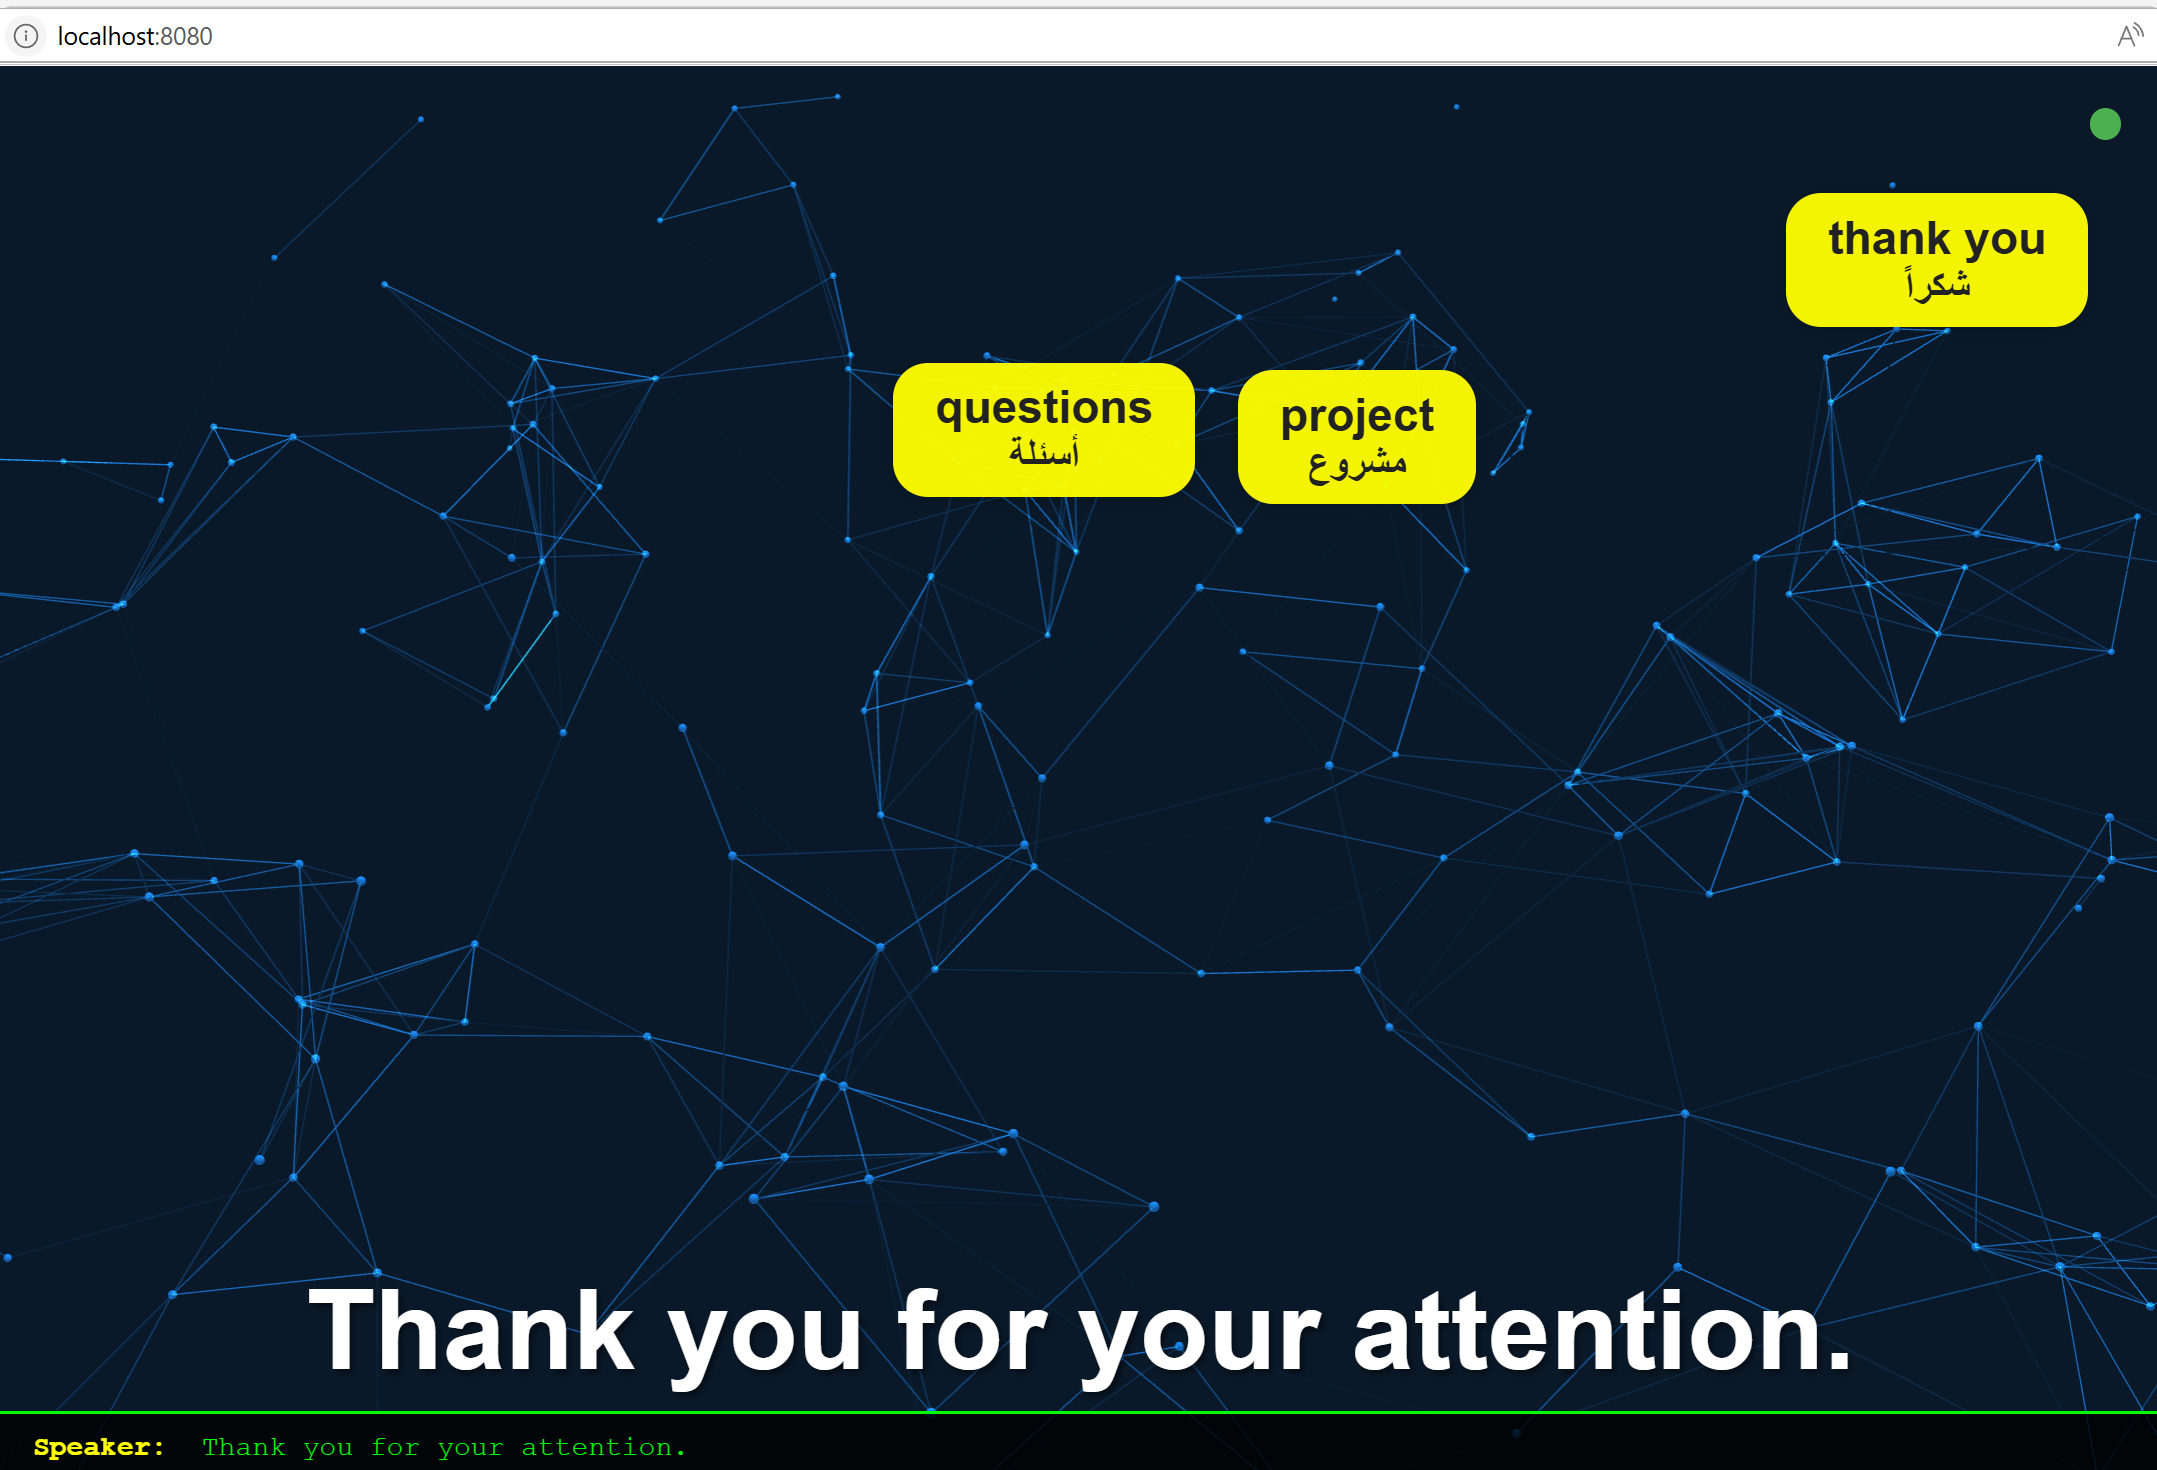 localhost:8080
thank you
شكراً
questions
أسئلة
project
مشروع
Thank you for your attention.
Speaker: Thank you for your attention.